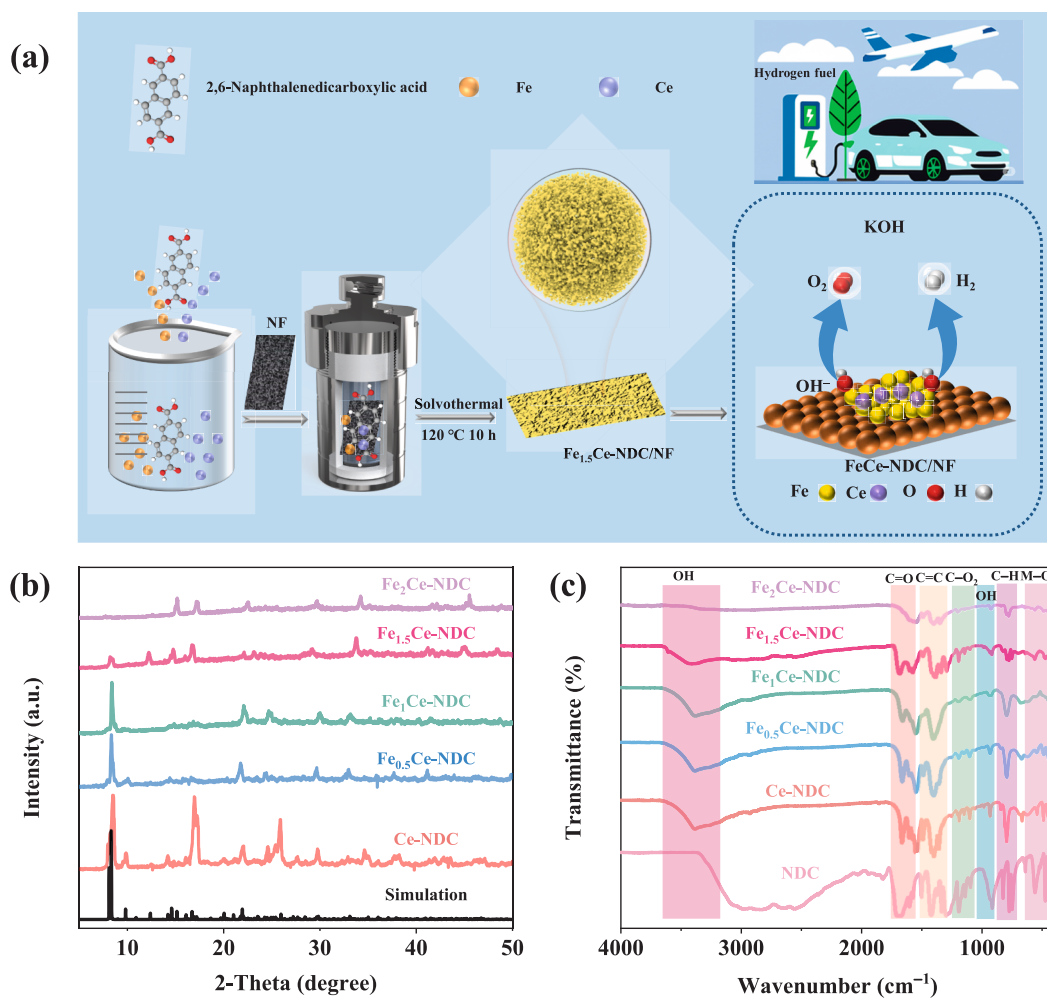 (a)
2,6-Naphthalenedicarboxylic acid
Fe
Ce
Hydrogen fuel
KOH
O₂
H₂
NF
OH⁻
Solvothermal
120 °C 10 h
Fe₁.₅Ce-NDC/NF
FeCe-NDC/NF
Fe
Ce
O
H
(b)
Fe₂Ce-NDC
Fe₁.₅Ce-NDC
Fe₁Ce-NDC
Fe₀.₅Ce-NDC
Ce-NDC
Simulation
Intensity (a.u.)
10 20 30 40 50
2-Theta (degree)
(c)
OH
C=O C=C C–O₂
OH
C–H
Fe₂Ce-NDC
Fe₁.₅Ce-NDC
Fe₁Ce-NDC
Fe₀.₅Ce-NDC
Ce-NDC
NDC
Transmittance (%)
4000 3000 2000 1000
Wavenumber (cm⁻¹)